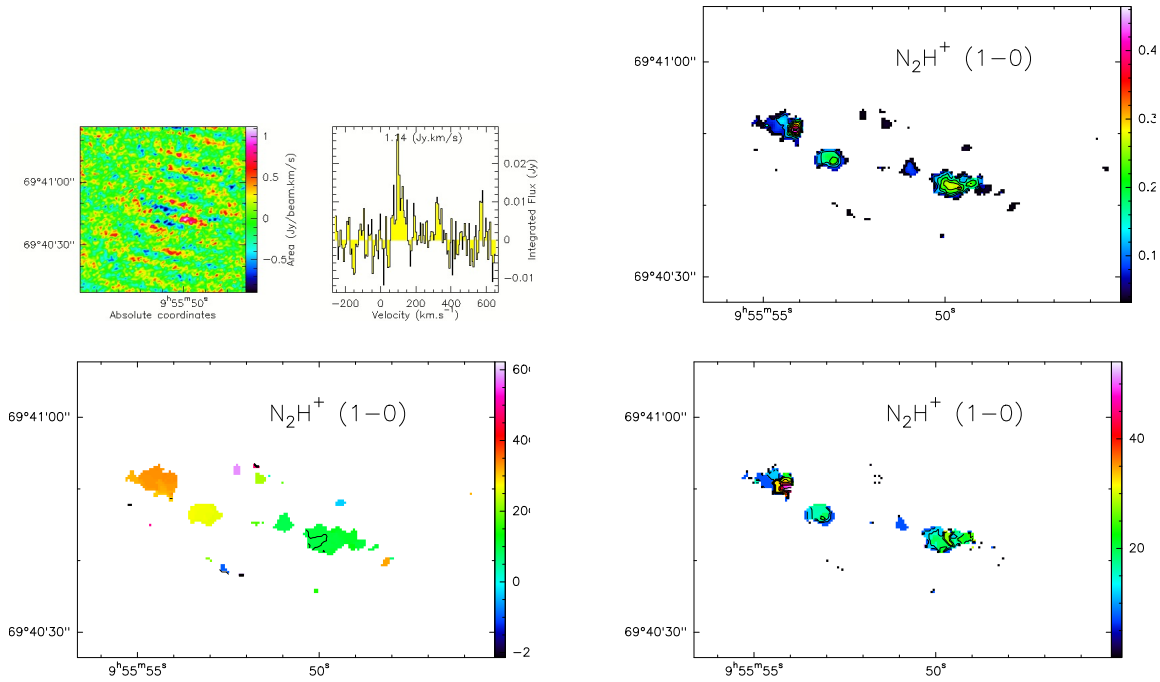 N₂H⁺ (1−0)
69°41'00''
0.4
0.3
0.2
0.1
69°40'30''
9ʰ55ᵐ55ˢ
50ˢ
1.14 (Jy.km/s)
69°41'00''
69°40'30''
1
0.5
0
−0.5
Area (Jy/beam.km/s)
9ʰ55ᵐ50ˢ
Absolute coordinates
0.02
0.01
0
−0.01
Integrated Flux (Jy)
−200
0
200
400
600
Velocity (km.s⁻¹)
N₂H⁺ (1−0)
69°41'00''
60
40
20
0
−2
69°40'30''
9ʰ55ᵐ55ˢ
50ˢ
N₂H⁺ (1−0)
69°41'00''
40
20
69°40'30''
9ʰ55ᵐ55ˢ
50ˢ